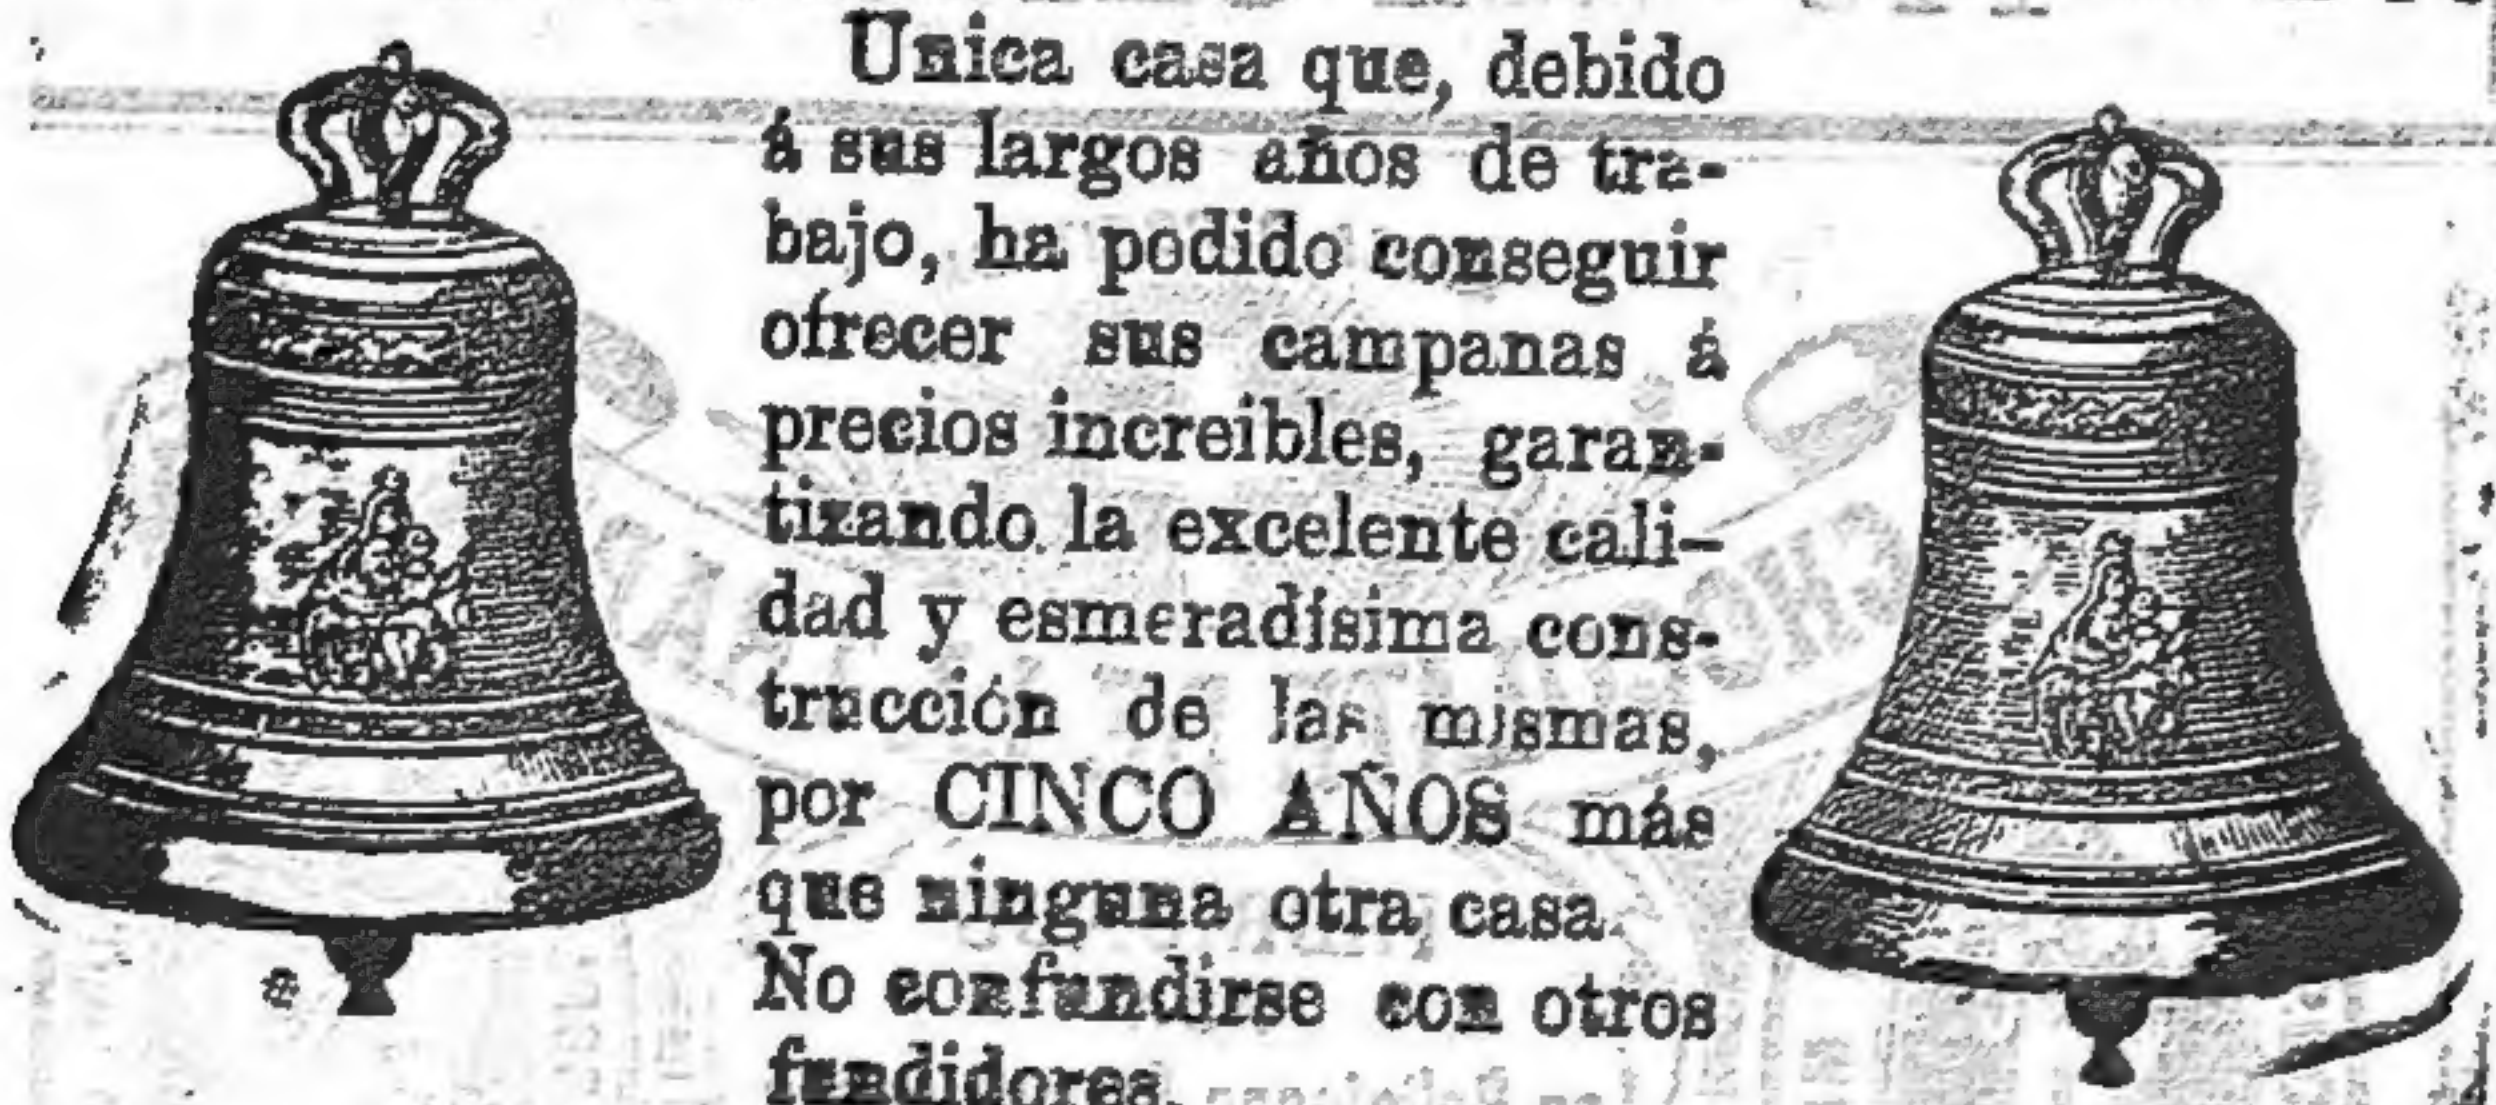 Unica casa que, debido
á sus largos años de tra-
bajo, ha podido conseguir
ofrecer sus campanas á
precios increibles, garan-
tizando la excelente cali-
dad y esmeradísima cons-
trucción de las mismas,
por CINCO AÑOS más
que ninguna otra casa.
No confundirse con otros
fundidores.